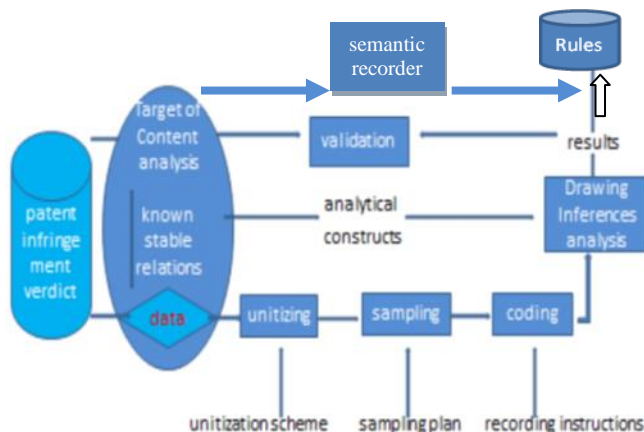 semantic
recorder
Rules
Target of
Content
analysis
validation
results
patent
infringe
ment
verdict
known
stable
relations
analytical
constructs
Drawing
Inferences
analysis
data
unitizing
sampling
coding
unitization scheme
sampling plan
recording instructions